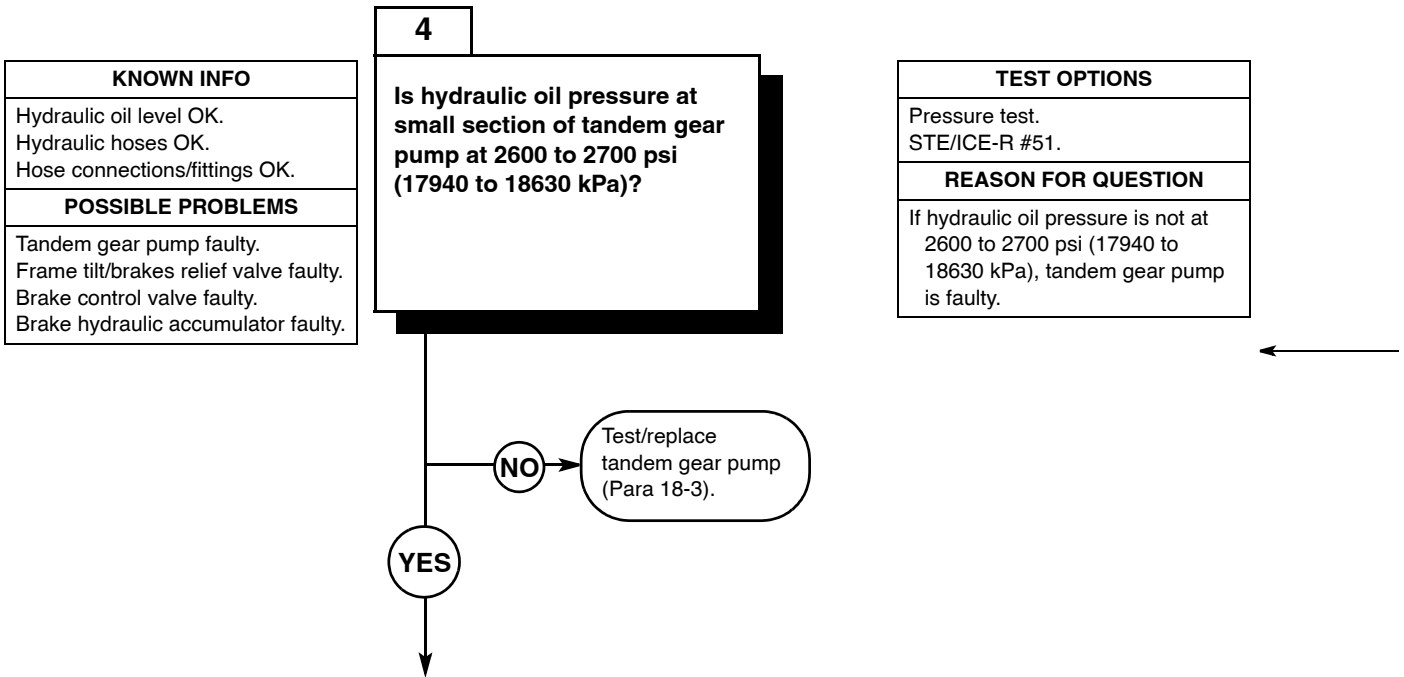 4
KNOWN INFO
Hydraulic oil level OK.
Hydraulic hoses OK.
Hose connections/fittings OK.
POSSIBLE PROBLEMS
Tandem gear pump faulty.
Frame tilt/brakes relief valve faulty.
Brake control valve faulty.
Brake hydraulic accumulator faulty.
Is hydraulic oil pressure at
small section of tandem gear
pump at 2600 to 2700 psi
(17940 to 18630 kPa)?
TEST OPTIONS
Pressure test.
STE/ICE-R #51.
REASON FOR QUESTION
If hydraulic oil pressure is not at
2600 to 2700 psi (17940 to
18630 kPa), tandem gear pump
is faulty.
NO
Test/replace
tandem gear pump
(Para 18-3).
YES